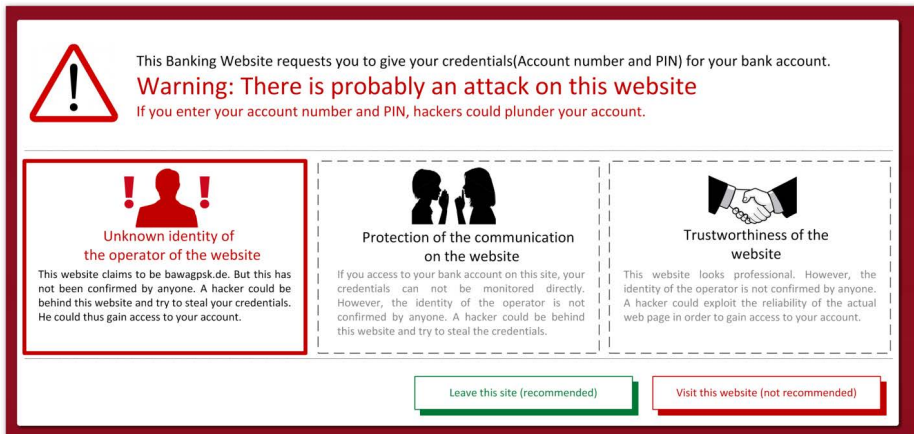 This Banking Website requests you to give your credentials(Account number and PIN) for your bank account.
Warning: There is probably an attack on this website
If you enter your account number and PIN, hackers could plunder your account.
Unknown identity of
the operator of the website
This website claims to be bawagpsk.de. But this has
not been confirmed by anyone. A hacker could be
behind this website and try to steal your credentials.
He could thus gain access to your account.
Protection of the communication
on the website
If you access to your bank account on this site, your
credentials can not be monitored directly.
However, the identity of the operator is not
confirmed by anyone. A hacker could be behind
this website and try to steal the credentials.
Trustworthiness of the
website
This website looks professional. However, the
identity of the operator is not confirmed by anyone.
A hacker could exploit the reliability of the actual
web page in order to gain access to your account.
Leave this site (recommended)
Visit this website (not recommended)